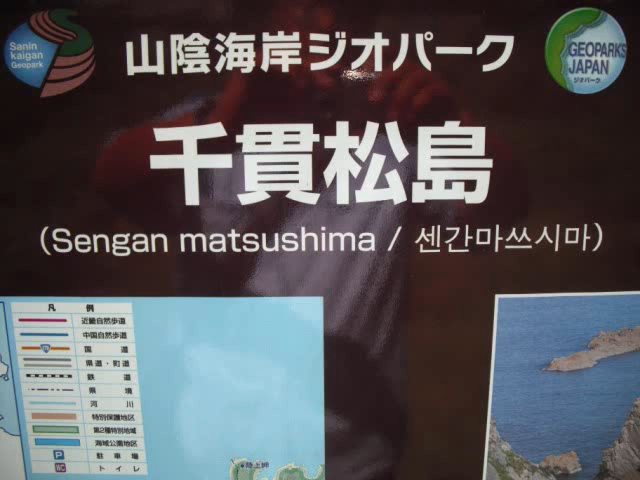 Sanin
kaigan
Geopark
山陰海岸ジオパーク
GEOPARKS
JAPAN
ジオパーク
千貫松島
(Sengan matsushima / 센간마쓰시마)
凡 例
近畿自然歩道
中国自然歩道
国 道
県道・町道
鉄 道
県 境
河 川
特別保護地区
第2種特別地域
海域公園地区
P 駐 車 場
WC ト イ レ
陸上岬